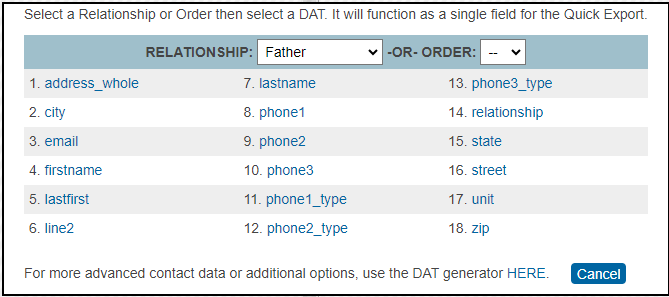 Select a Relationship or Order then select a DAT. It will function as a single field for the Quick Export.
RELATIONSHIP: Father -OR- ORDER: --
1. address_whole 7. lastname 13. phone3_type
2. city 8. phone1 14. relationship
3. email 9. phone2 15. state
4. firstname 10. phone3 16. street
5. lastfirst 11. phone1_type 17. unit
6. line2 12. phone2_type 18. zip
For more advanced contact data or additional options, use the DAT generator HERE. Cancel